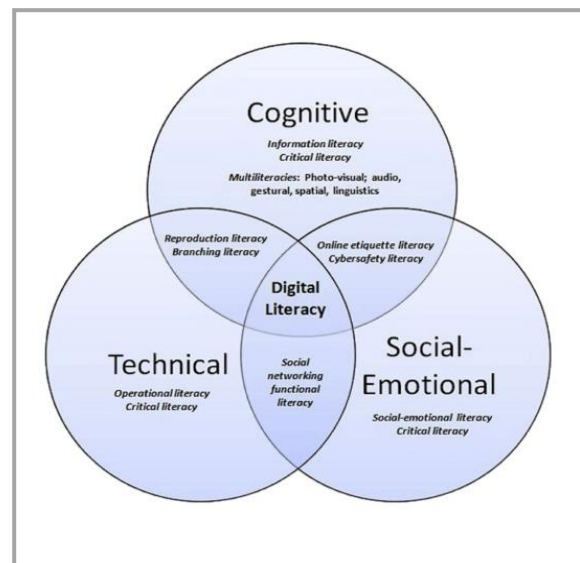 Cognitive
Information literacy
Critical literacy
Multiliteracies: Photo-visual; audio,
gestural, spatial, linguistics
Reproduction literacy
Branching literacy
Online etiquette literacy
Cybersafety literacy
Digital
Literacy
Technical
Operational literacy
Critical literacy
Social
networking
functional
literacy
Social-
Emotional
Social-emotional literacy
Critical literacy